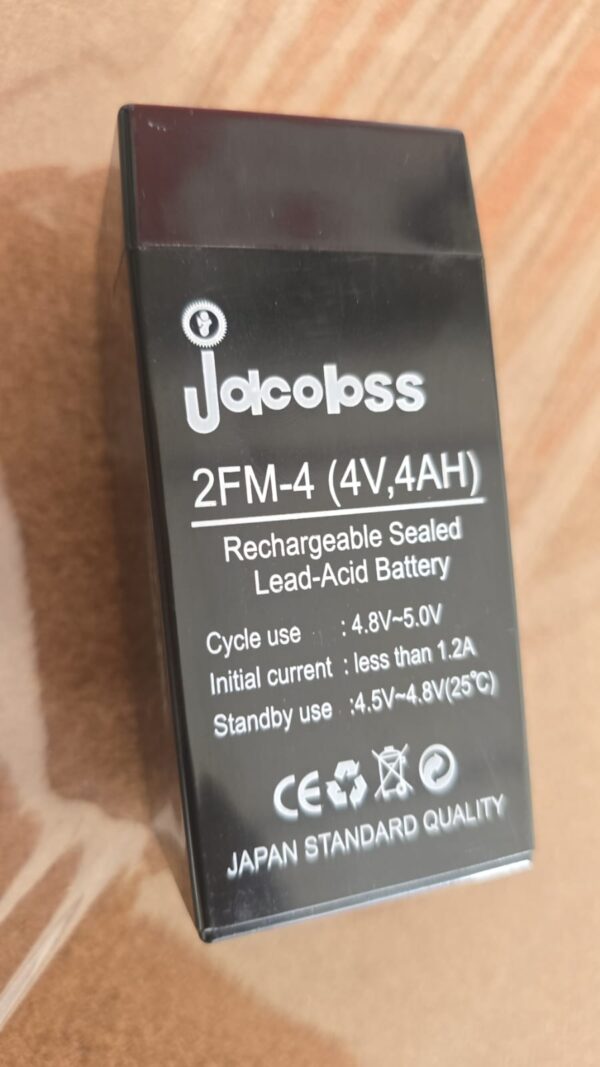 Jacobss
2FM-4 (4V,4AH)
Rechargeable Sealed
Lead-Acid Battery
Cycle use : 4.8V~5.0V
Initial current : less than 1.2A
Standby use :4.5V~4.8V(25°C)
CE
JAPAN STANDARD QUALITY